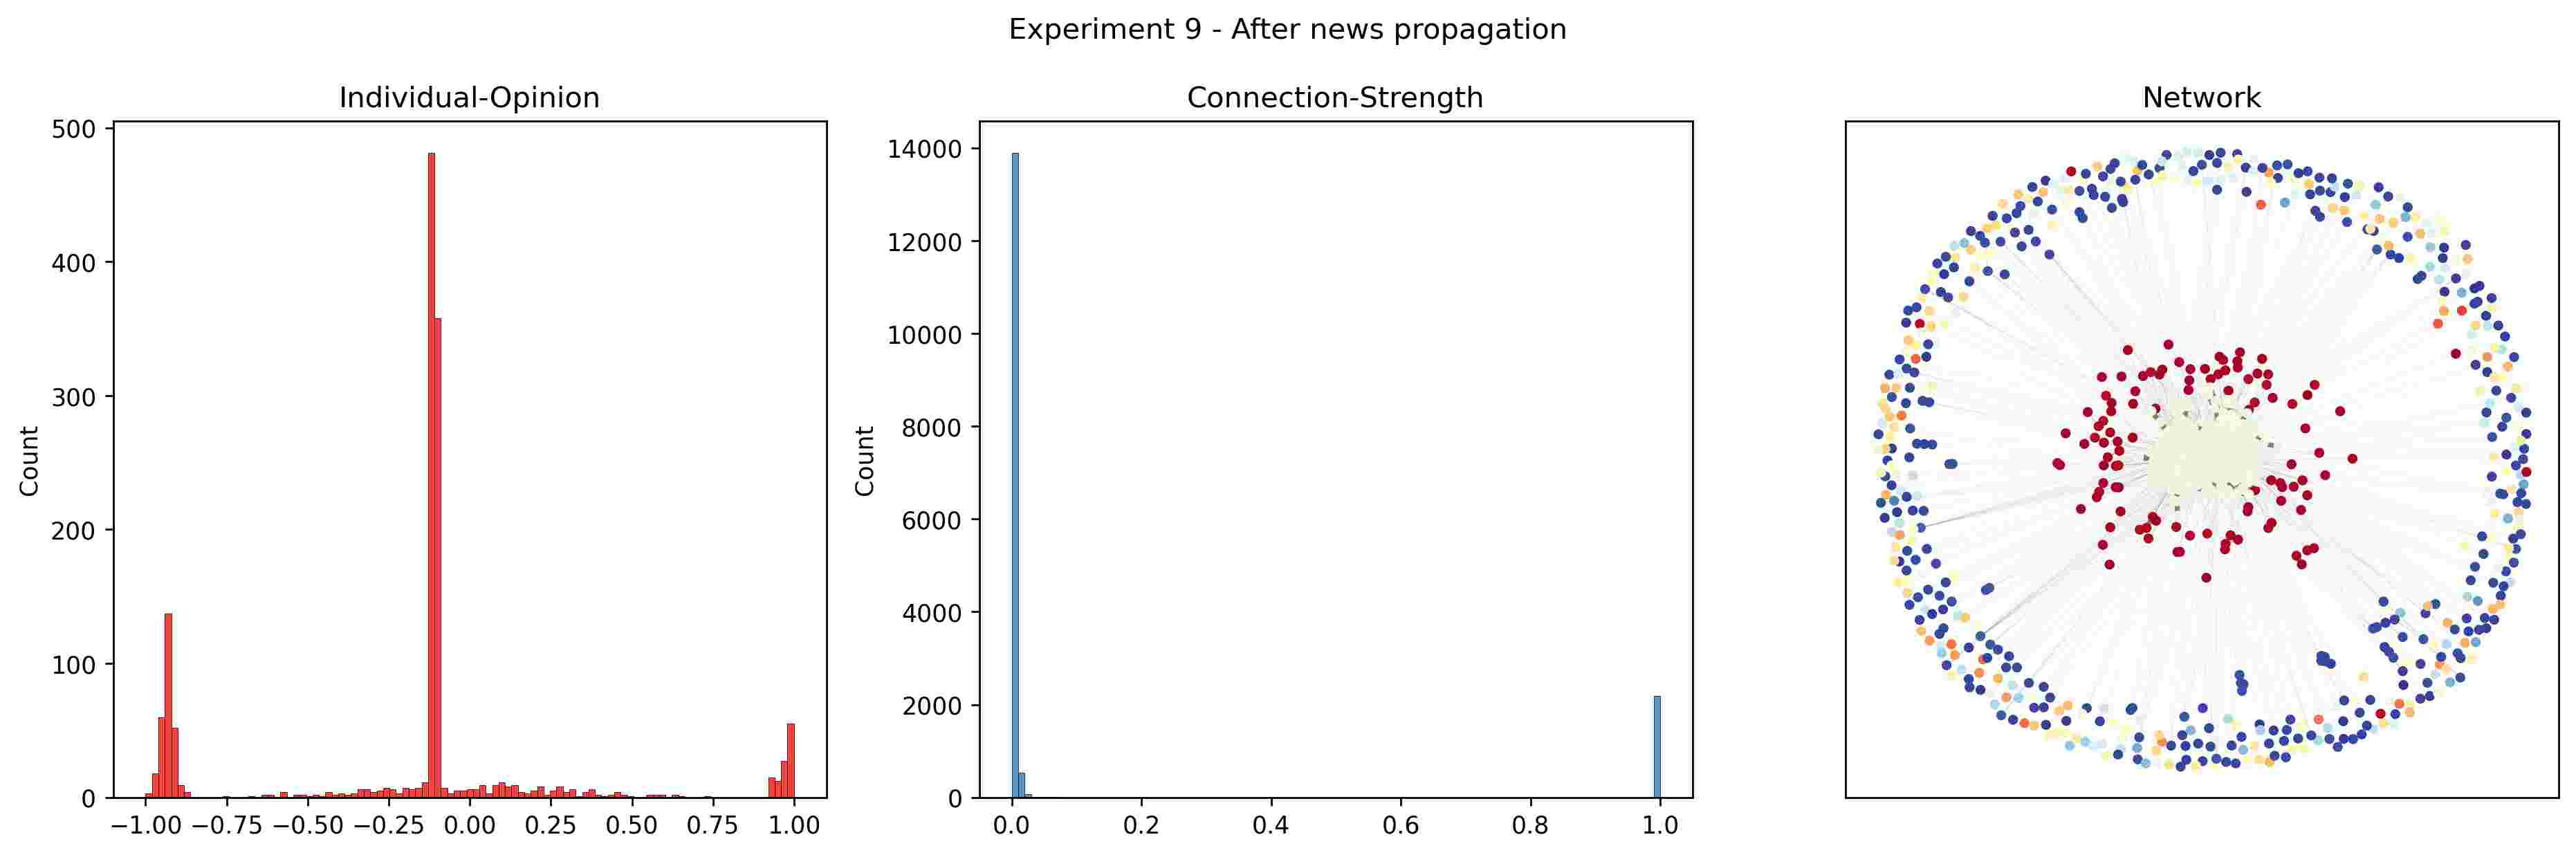 Experiment 9 - After news propagation
Individual-Opinion
Count
500
400
300
200
100
0
−1.00 −0.75 −0.50 −0.25 0.00 0.25 0.50 0.75 1.00
Connection-Strength
Count
14000
12000
10000
8000
6000
4000
2000
0
0.0 0.2 0.4 0.6 0.8 1.0
Network